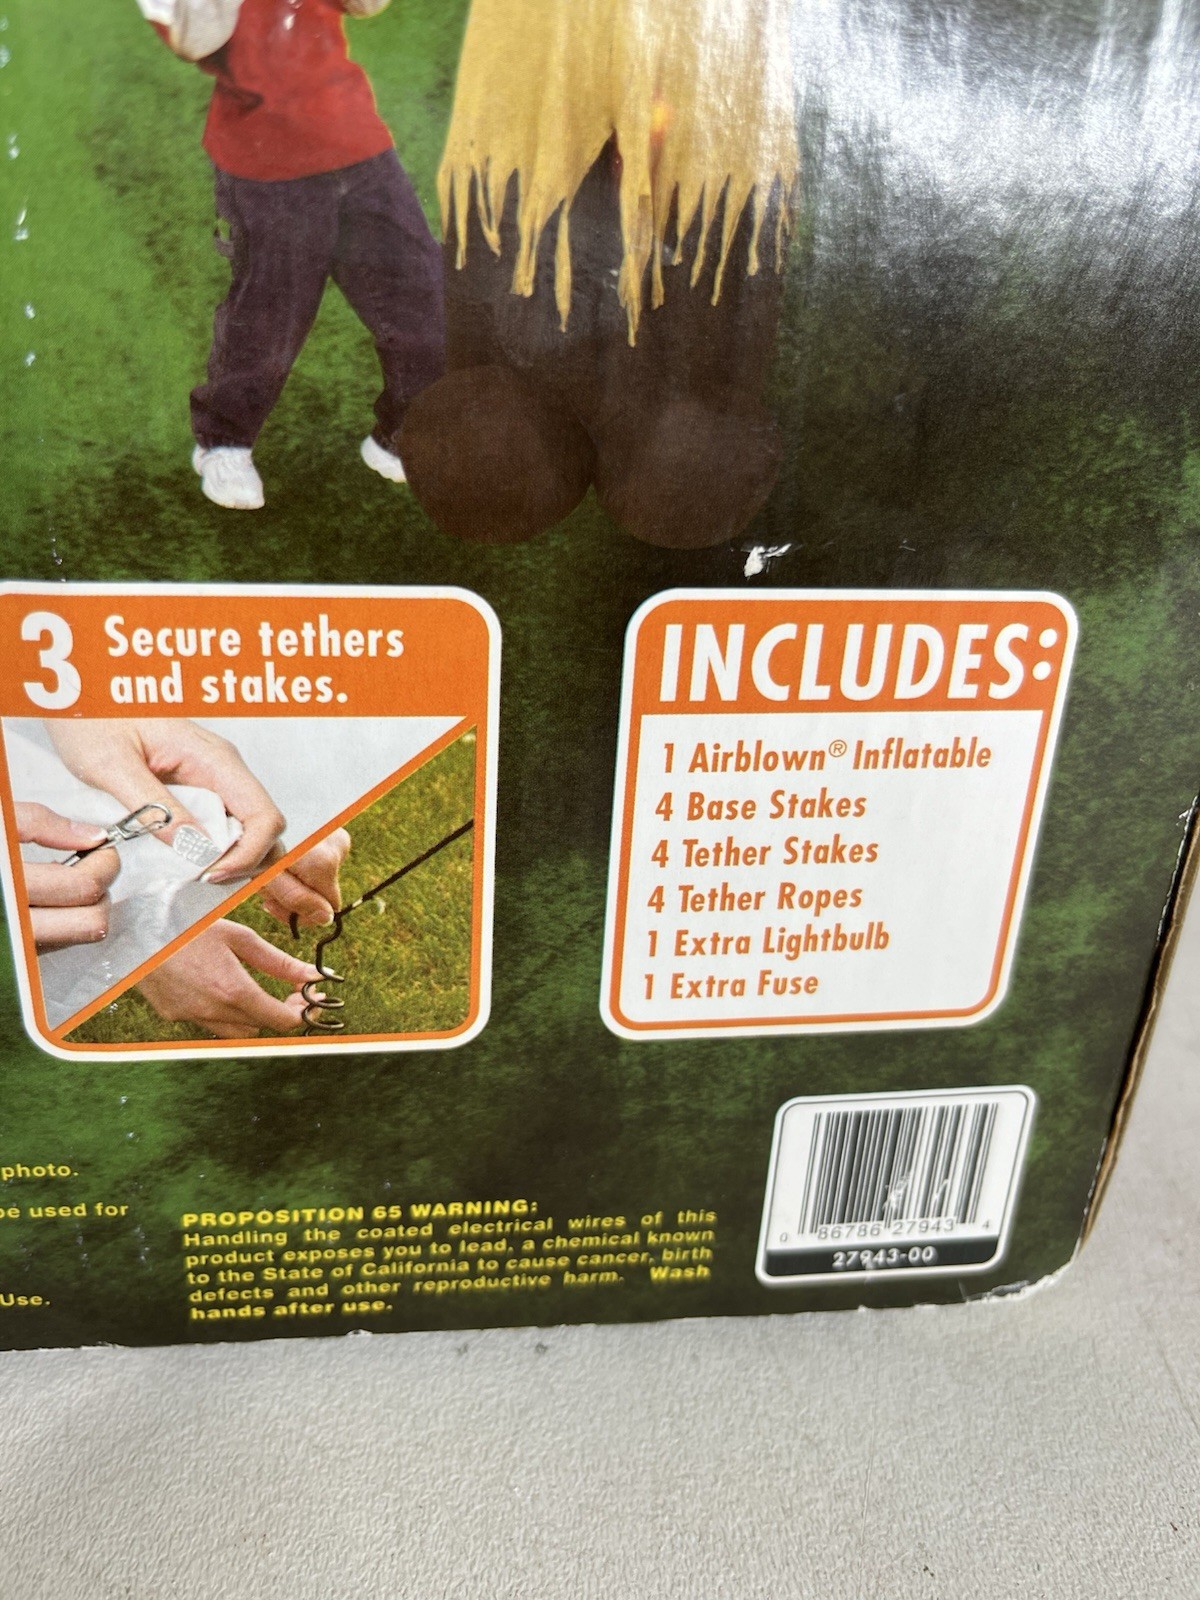 3 Secure tethers
and stakes.
INCLUDES:
1 Airblown® Inflatable
4 Base Stakes
4 Tether Stakes
4 Tether Ropes
1 Extra Lightbulb
1 Extra Fuse
photo.
be used for
Use.
PROPOSITION 65 WARNING:
Handling the coated electrical wires of this
product exposes you to lead, a chemical known
to the State of California to cause cancer, birth
defects and other reproductive harm. Wash
hands after use.
0 86786 27943 4
27943-00